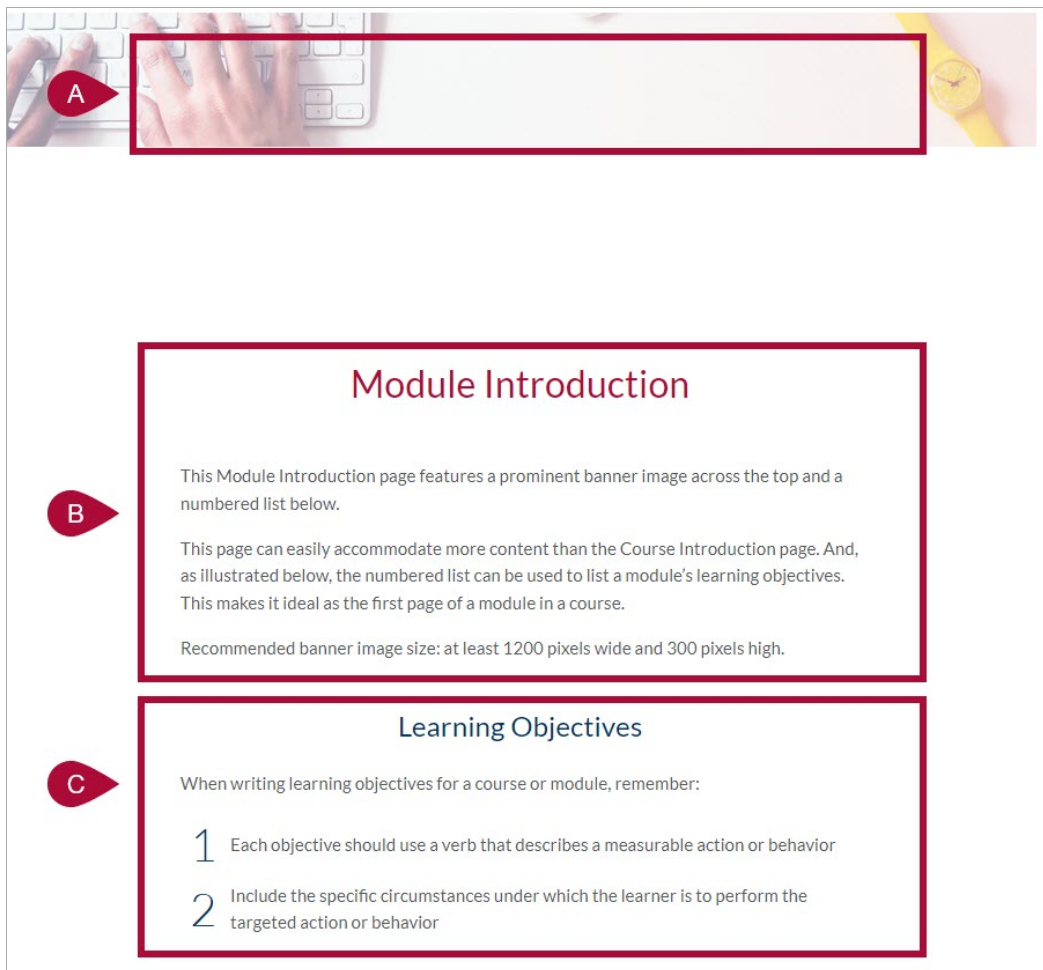 A
Module Introduction
This Module Introduction page features a prominent banner image across the top and a
numbered list below.
B
This page can easily accommodate more content than the Course Introduction page. And,
as illustrated below, the numbered list can be used to list a module's learning objectives.
This makes it ideal as the first page of a module in a course.
Recommended banner image size: at least 1200 pixels wide and 300 pixels high.
Learning Objectives
C
When writing learning objectives for a course or module, remember:
1 Each objective should use a verb that describes a measurable action or behavior
2 Include the specific circumstances under which the learner is to perform the
targeted action or behavior